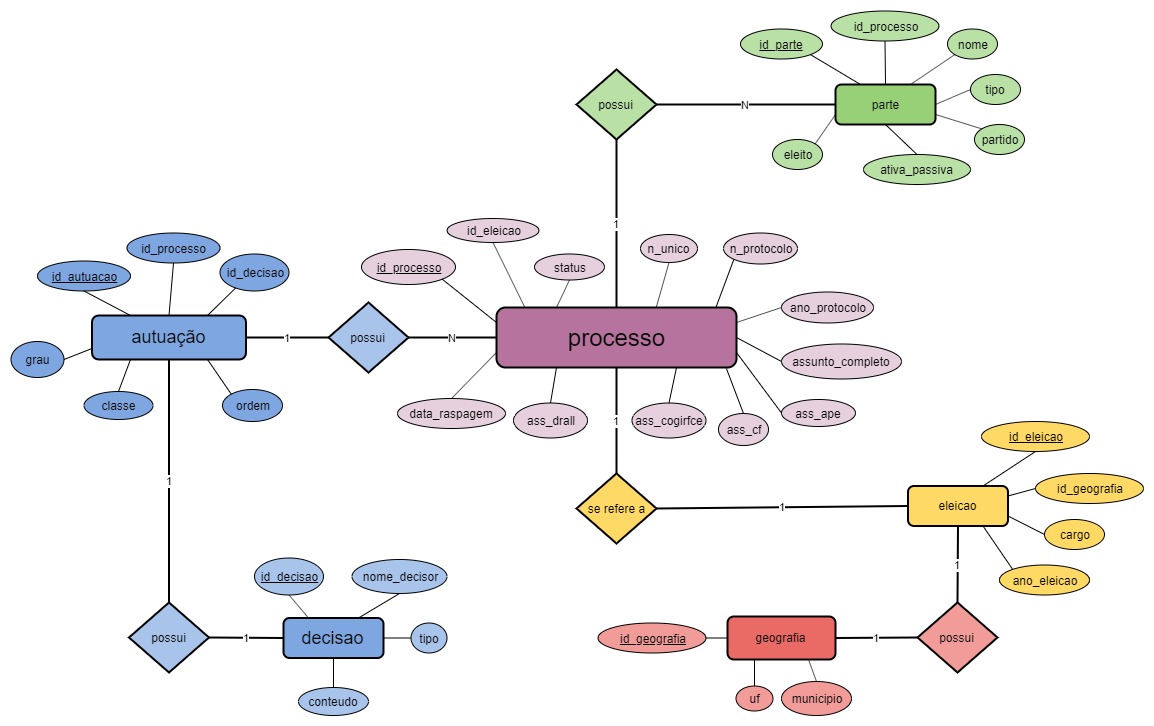 id_processo
id_parte
nome
tipo
possui
N
parte
partido
eleito
ativa_passiva
1
id_eleicao
id_processo
n_unico
n_protocolo
id_processo
status
id_autuacao
id_decisao
ano_protocolo
autuação
1
possui
N
processo
grau
assunto_completo
classe
ordem
data_raspagem
ass_drall
1
ass_cogirfce
ass_cf
ass_ape
id_eleicao
1
id_geografia
se refere a
1
eleicao
cargo
1
ano_eleicao
id_decisao
nome_decisor
possui
1
decisao
tipo
id_geografia
geografia
1
possui
conteudo
uf
municipio